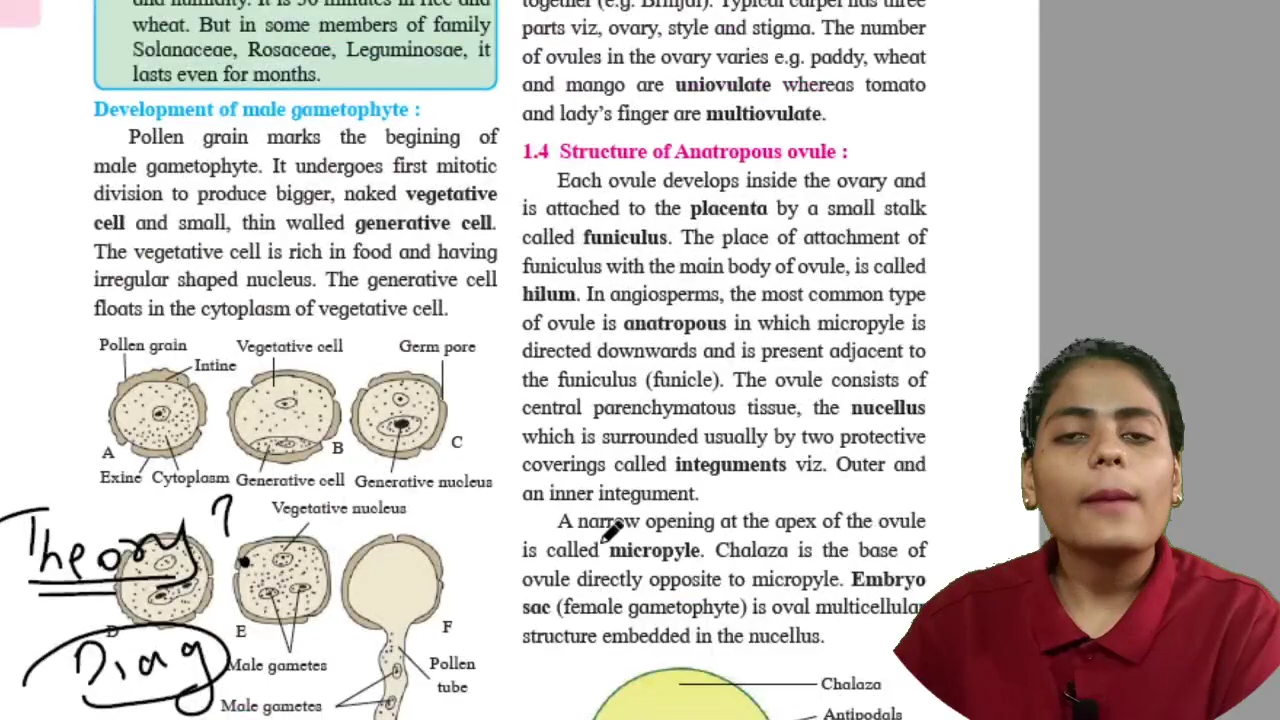 and humidity. It is 30 minutes in rice and
wheat. But in some members of family
Solanaceae, Rosaceae, Leguminosae, it
lasts even for months.
Development of male gametophyte :
Pollen grain marks the begining of
male gametophyte. It undergoes first mitotic
division to produce bigger, naked vegetative
cell and small, thin walled generative cell.
The vegetative cell is rich in food and having
irregular shaped nucleus. The generative cell
floats in the cytoplasm of vegetative cell.
Pollen grain
Vegetative cell
Germ pore
Intine
A
B
C
Exine
Cytoplasm
Generative cell
Generative nucleus
Vegetative nucleus
Theory ?
D
E
F
Diag
Male gametes
Pollen
tube
Male gametes
together (e.g. Brinjal). Typical carpel has three
parts viz, ovary, style and stigma. The number
of ovules in the ovary varies e.g. paddy, wheat
and mango are uniovulate whereas tomato
and lady’s finger are multiovulate.
1.4 Structure of Anatropous ovule :
Each ovule develops inside the ovary and
is attached to the placenta by a small stalk
called funiculus. The place of attachment of
funiculus with the main body of ovule, is called
hilum. In angiosperms, the most common type
of ovule is anatropous in which micropyle is
directed downwards and is present adjacent to
the funiculus (funicle). The ovule consists of
central parenchymatous tissue, the nucellus
which is surrounded usually by two protective
coverings called integuments viz. Outer and
an inner integument.
A narrow opening at the apex of the ovule
is called micropyle. Chalaza is the base of
ovule directly opposite to micropyle. Embryo
sac (female gametophyte) is oval multicellular
structure embedded in the nucellus.
Chalaza
Antipodals